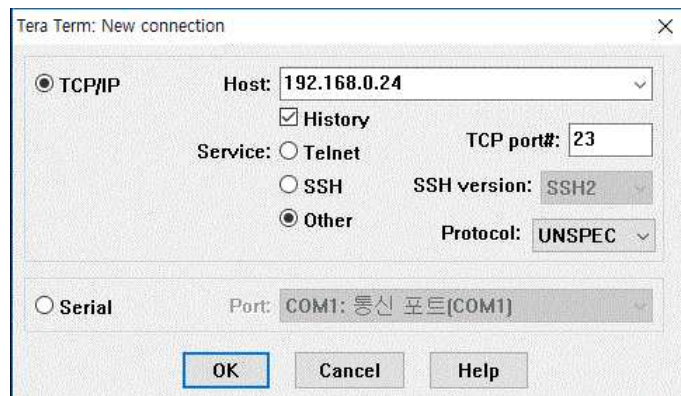 Tera Term: New connection
TCP/IP
Host: 192.168.0.24
History
Service: Telnet
TCP port#: 23
SSH
SSH version: SSH2
Other
Protocol: UNSPEC
Serial
Port: COM1: 통신 포트(COM1)
OK Cancel Help